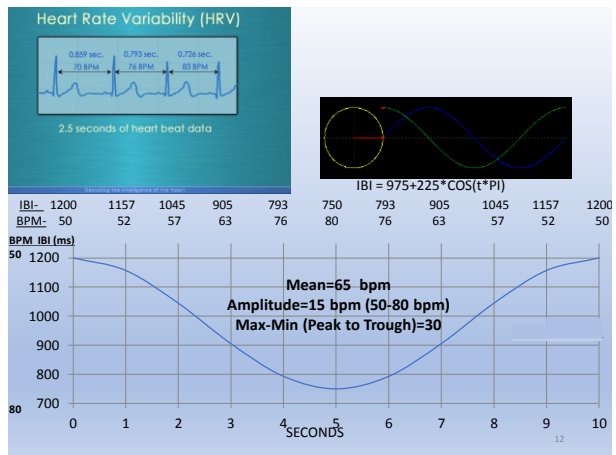 Heart Rate Variability (HRV)
0.859 sec. 0.793 sec. 0.726 sec.
70 BPM 76 BPM 83 BPM
2.5 seconds of heart beat data
Decoding the Intelligence of the Heart
IBI = 975+225*COS(t*PI)
IBI- 1200 1157 1045 905 793 750 793 905 1045 1157 1200
BPM- 50 52 57 63 76 80 76 63 57 52 50
BPM IBI (ms)
50 1200
1100
1000
900
800
80 700
Mean=65 bpm
Amplitude=15 bpm (50-80 bpm)
Max-Min (Peak to Trough)=30
0 1 2 3 4 5 6 7 8 9 10
SECONDS
12